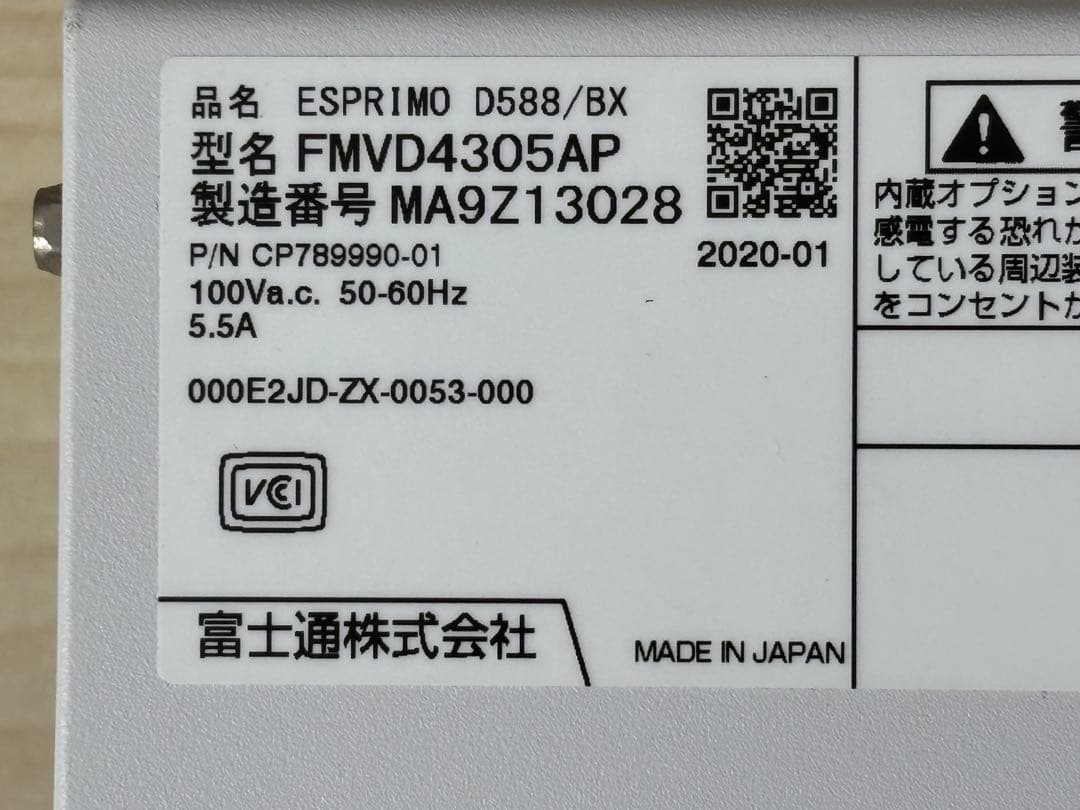 品名 ESPRIMO D588/BX
型名 FMVD4305AP
製造番号 MA9Z13028
P/N CP789990-01
2020-01
100Va.c. 50-60Hz
5.5A
000E2JD-ZX-0053-000
VCCI
富士通株式会社
MADE IN JAPAN
内蔵オプション
感電する恐れが
している周辺装
をコンセントか